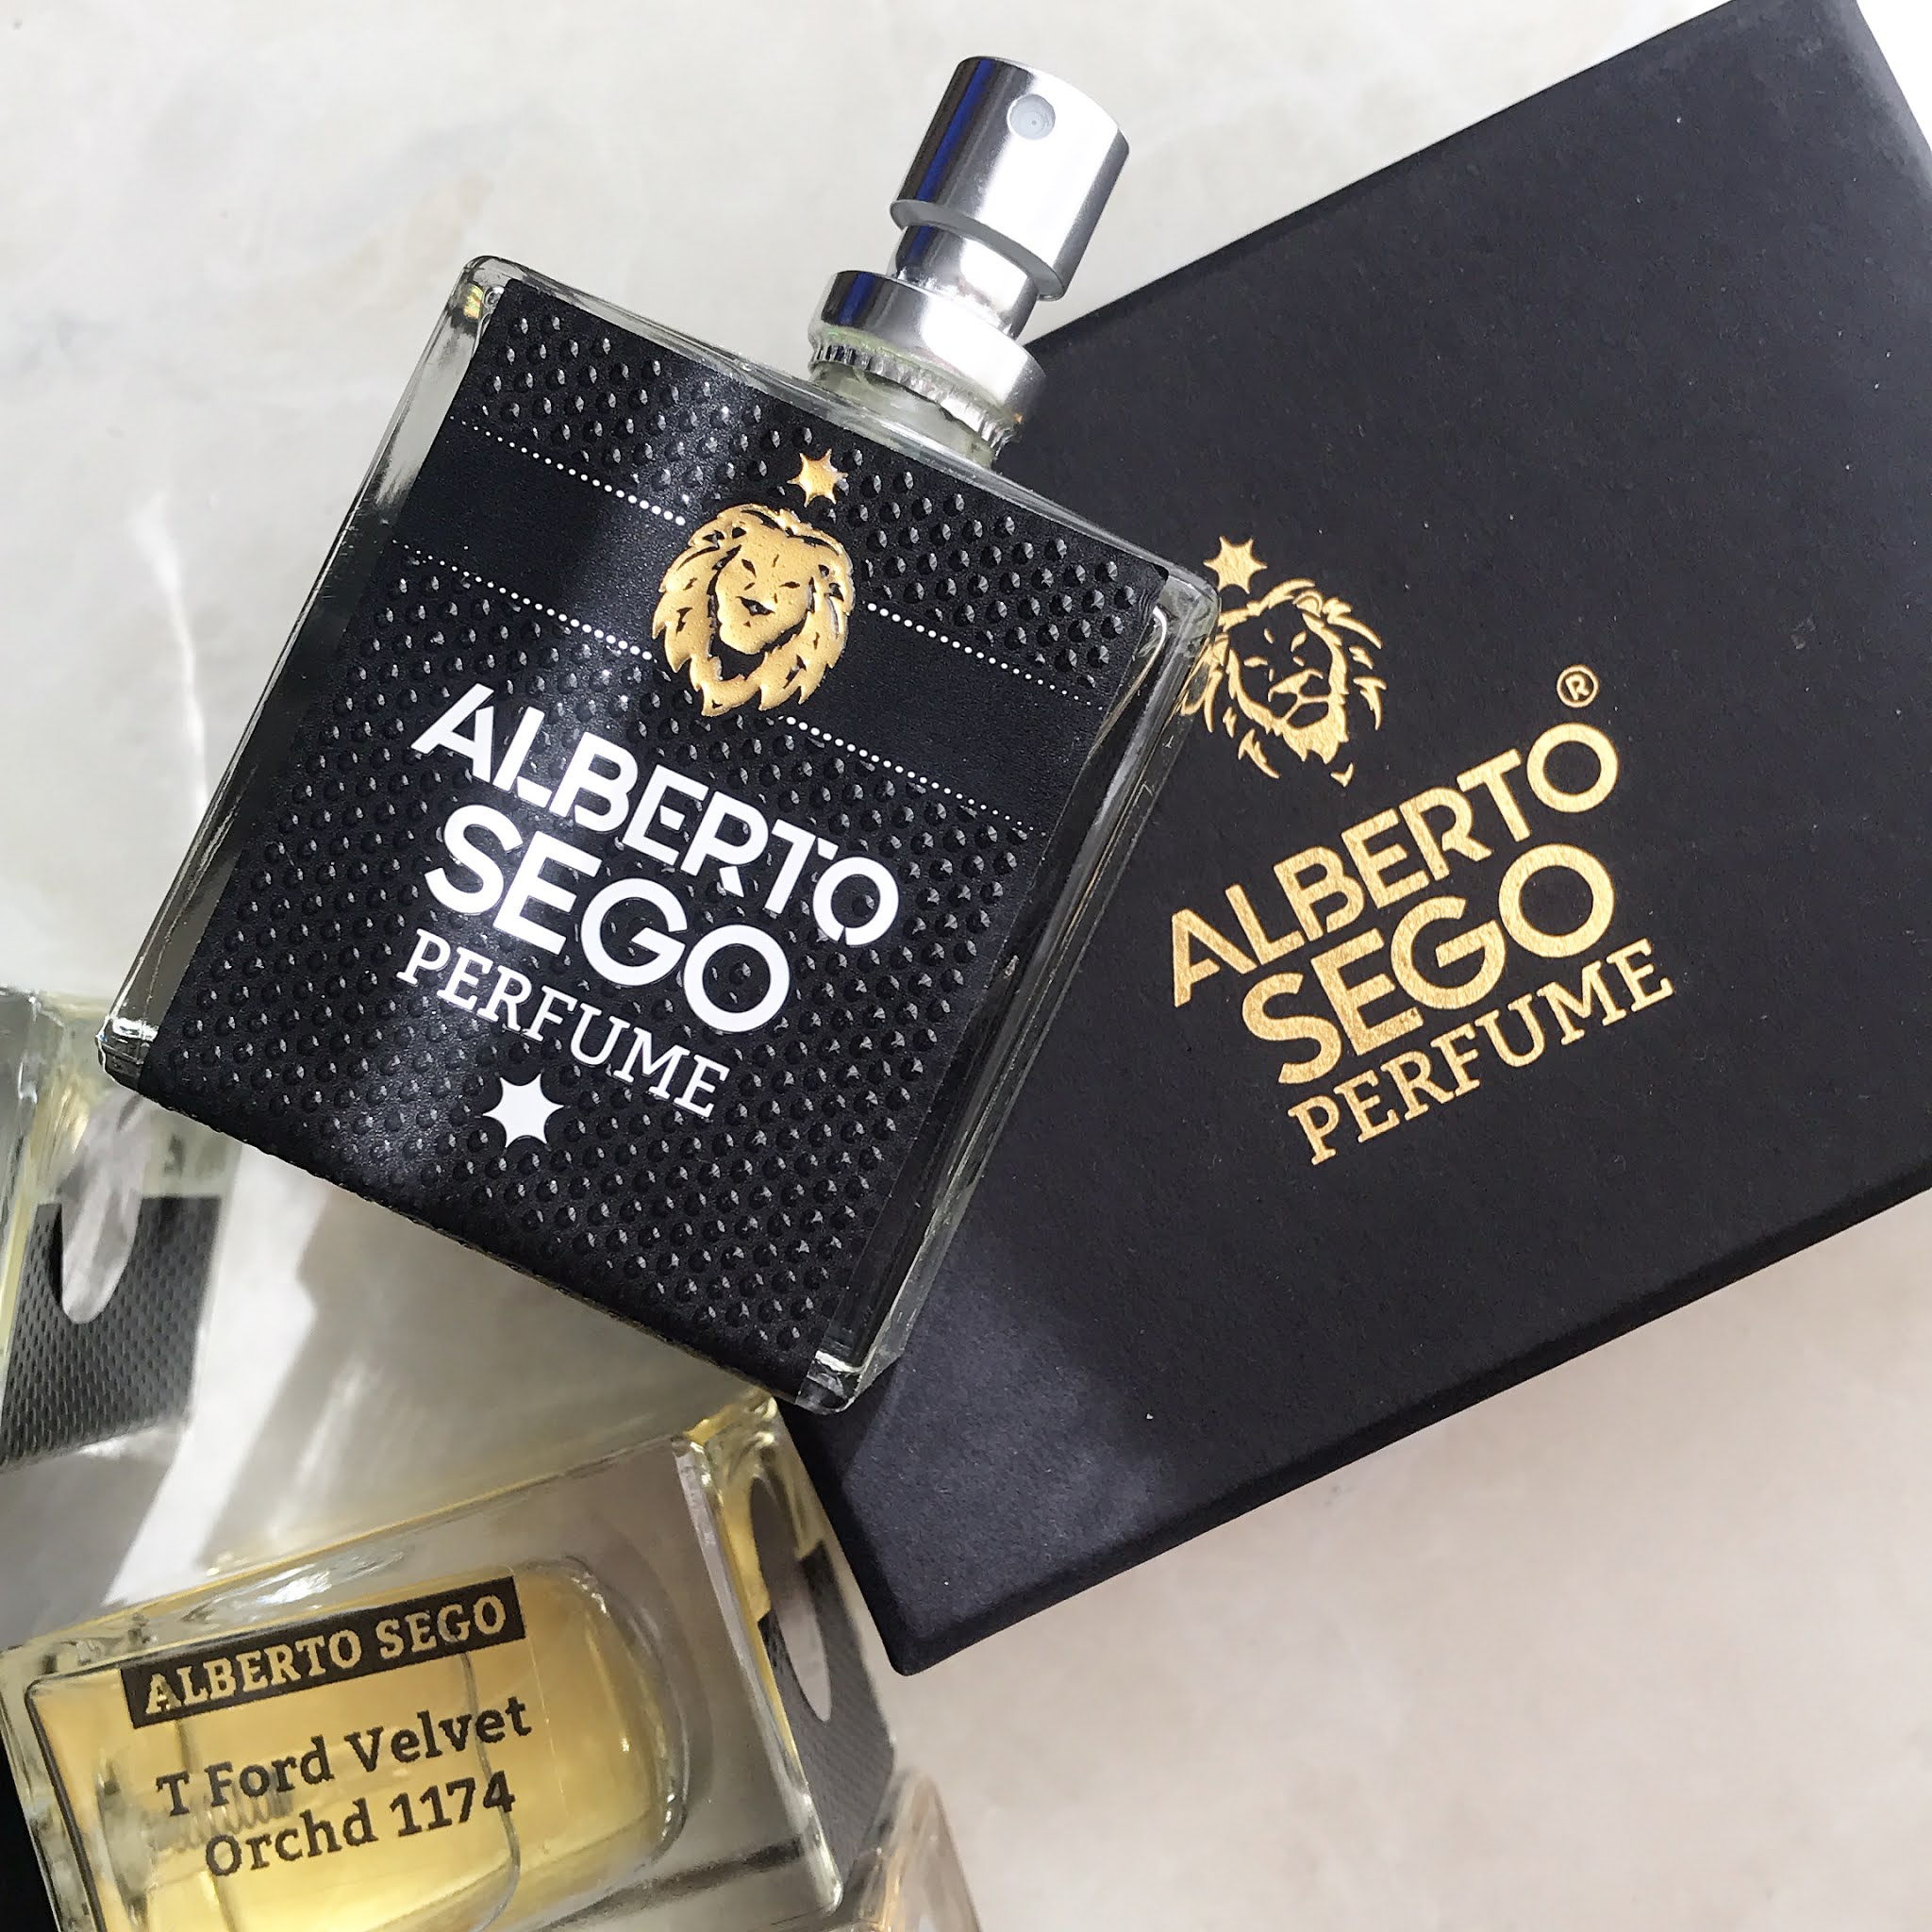 ALBERTO
SEGO
PERFUME
®
ALBERTO
SEGO
PERFUME
ALBERTO SEGO
T Ford Velvet
Orchd 1174